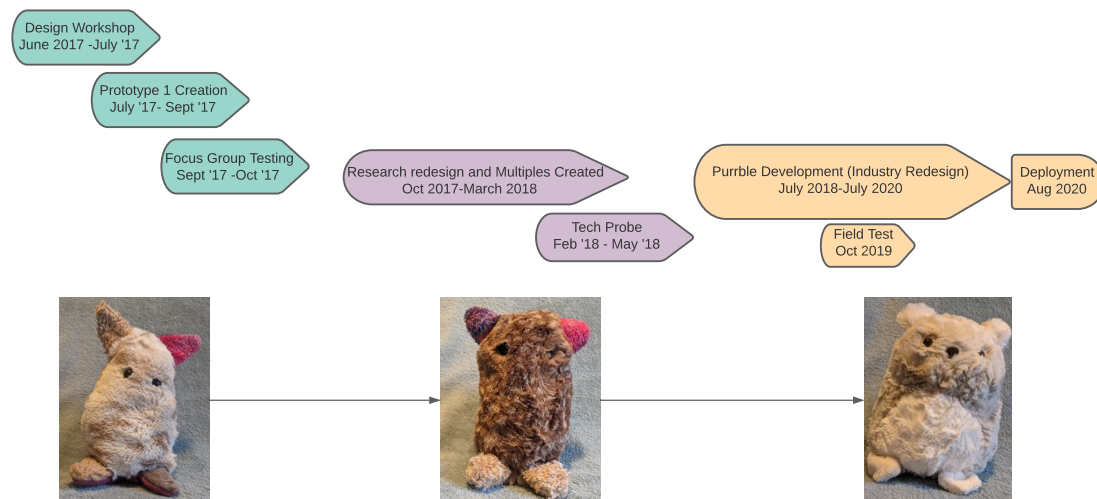 Design Workshop
June 2017 -July '17
Prototype 1 Creation
July '17- Sept '17
Focus Group Testing
Sept '17 -Oct '17
Research redesign and Multiples Created
Oct 2017-March 2018
Tech Probe
Feb '18 - May '18
Purrble Development (Industry Redesign)
July 2018-July 2020
Field Test
Oct 2019
Deployment
Aug 2020